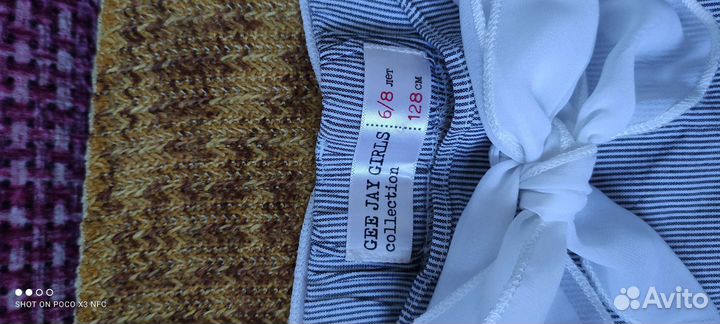 GEE JAY GIRLS
collection
6/8 лет
128 см
SHOT ON POCO X3 NFC
Avito